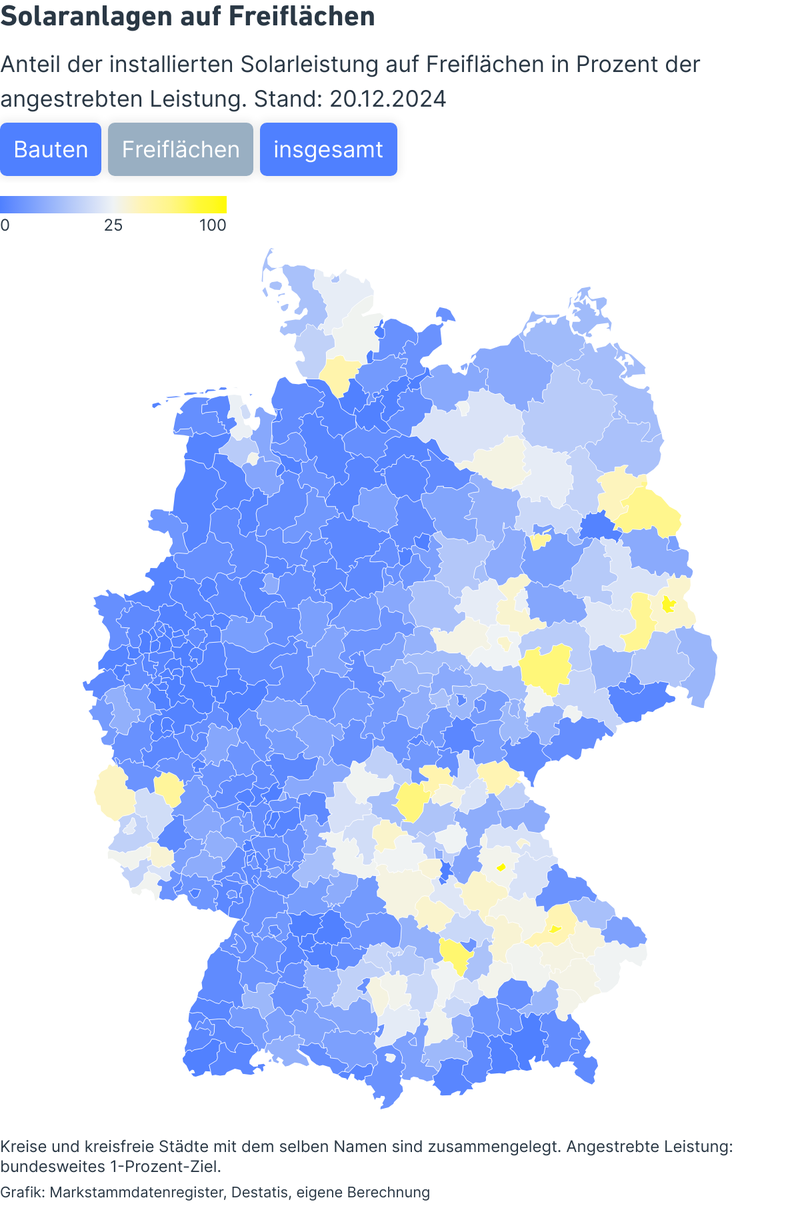 Solaranlagen auf Freiflächen
Anteil der installierten Solarleistung auf Freiflächen in Prozent der
angestrebten Leistung. Stand: 20.12.2024
Bauten Freiflächen insgesamt
0 25 100
Kreise und kreisfreie Städte mit dem selben Namen sind zusammengelegt. Angestrebte Leistung:
bundesweites 1-Prozent-Ziel.
Grafik: Markstammdatenregister, Destatis, eigene Berechnung